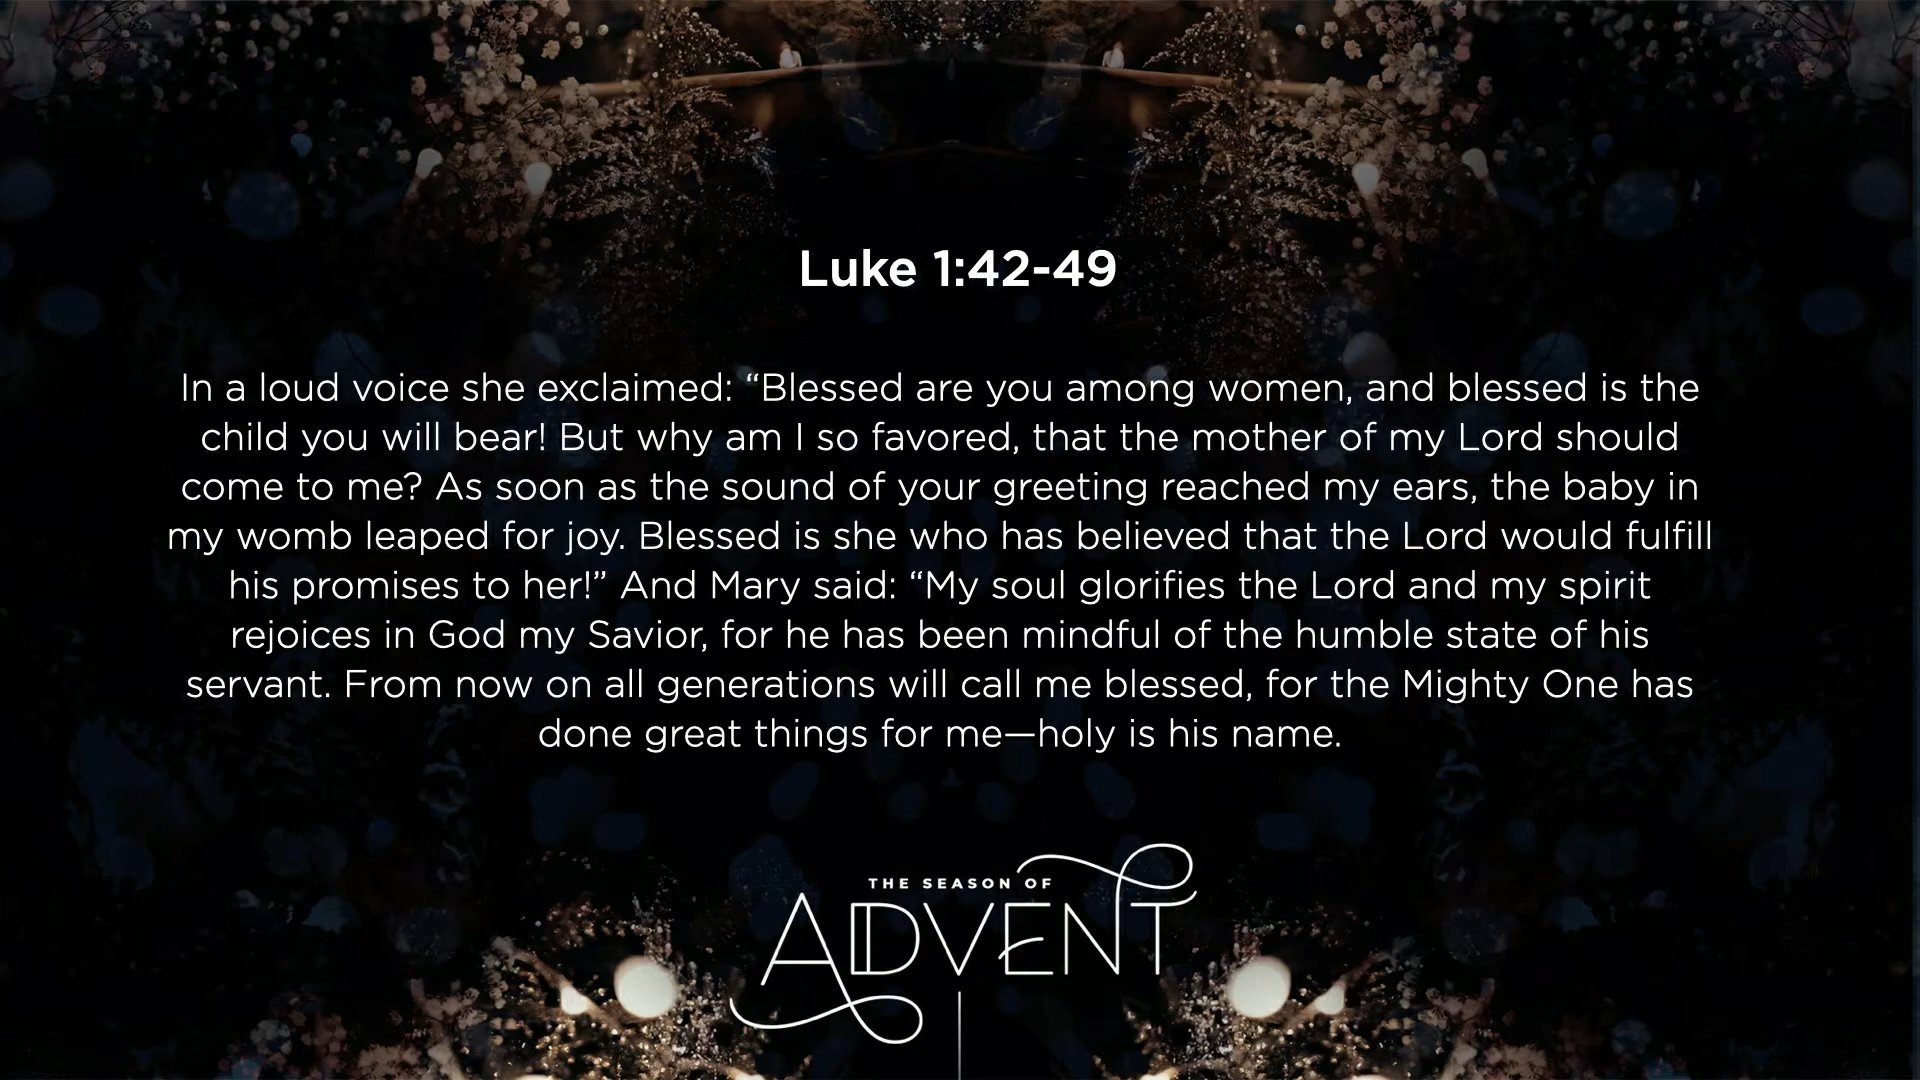 Luke 1:42-49
In a loud voice she exclaimed: “Blessed are you among women, and blessed is the
child you will bear! But why am I so favored, that the mother of my Lord should
come to me? As soon as the sound of your greeting reached my ears, the baby in
my womb leaped for joy. Blessed is she who has believed that the Lord would fulfill
his promises to her!” And Mary said: “My soul glorifies the Lord and my spirit
rejoices in God my Savior, for he has been mindful of the humble state of his
servant. From now on all generations will call me blessed, for the Mighty One has
done great things for me—holy is his name.
THE SEASON OF
ADVENT